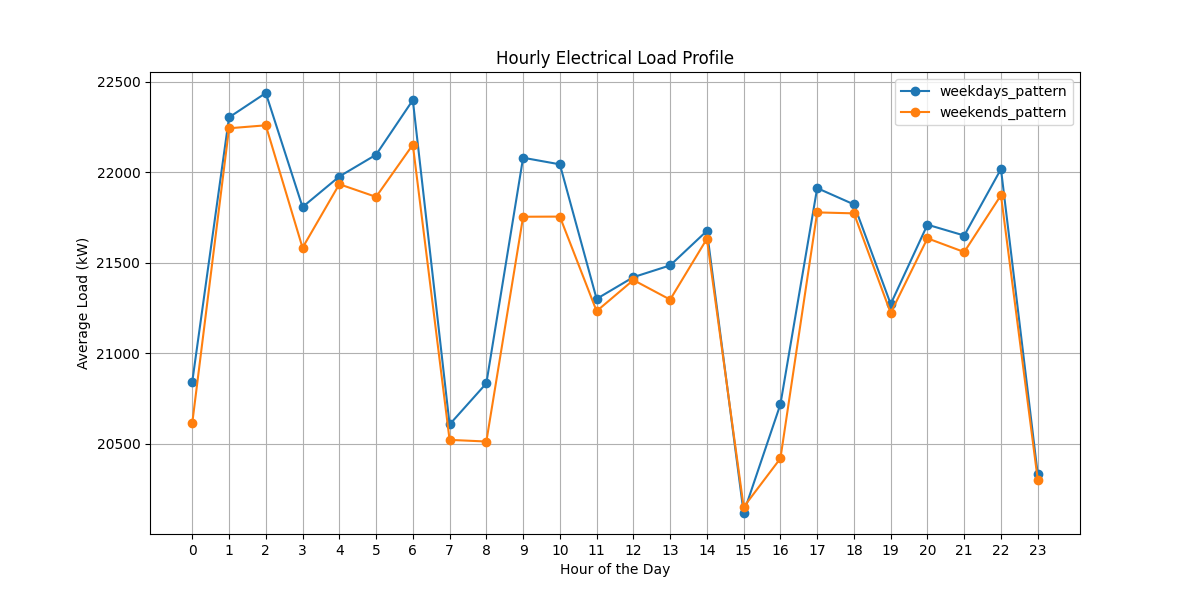 Hourly Electrical Load Profile
weekdays_pattern
weekends_pattern
Average Load (kW)
22500
22000
21500
21000
20500
0 1 2 3 4 5 6 7 8 9 10 11 12 13 14 15 16 17 18 19 20 21 22 23
Hour of the Day